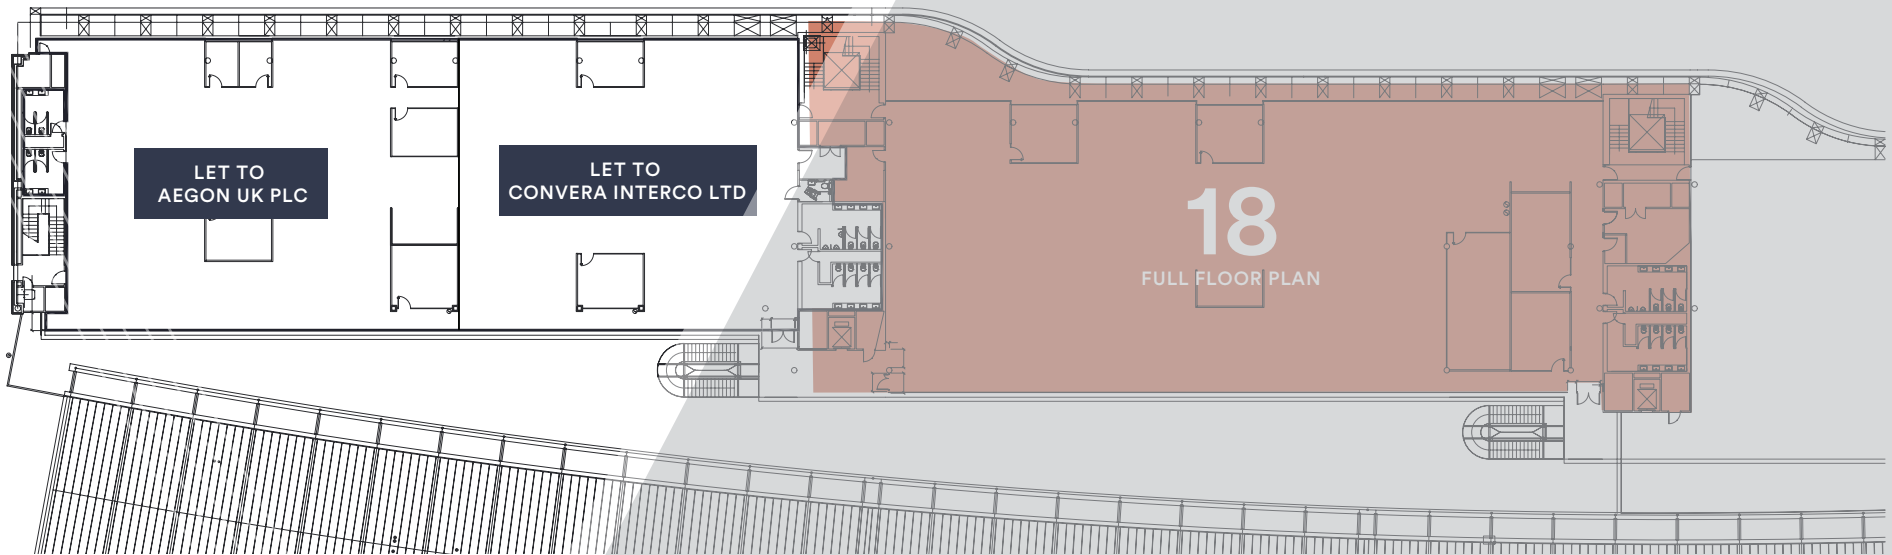 LET TO
AEGON UK PLC
LET TO
CONVERA INTERCO LTD
18
FULL FLOOR PLAN